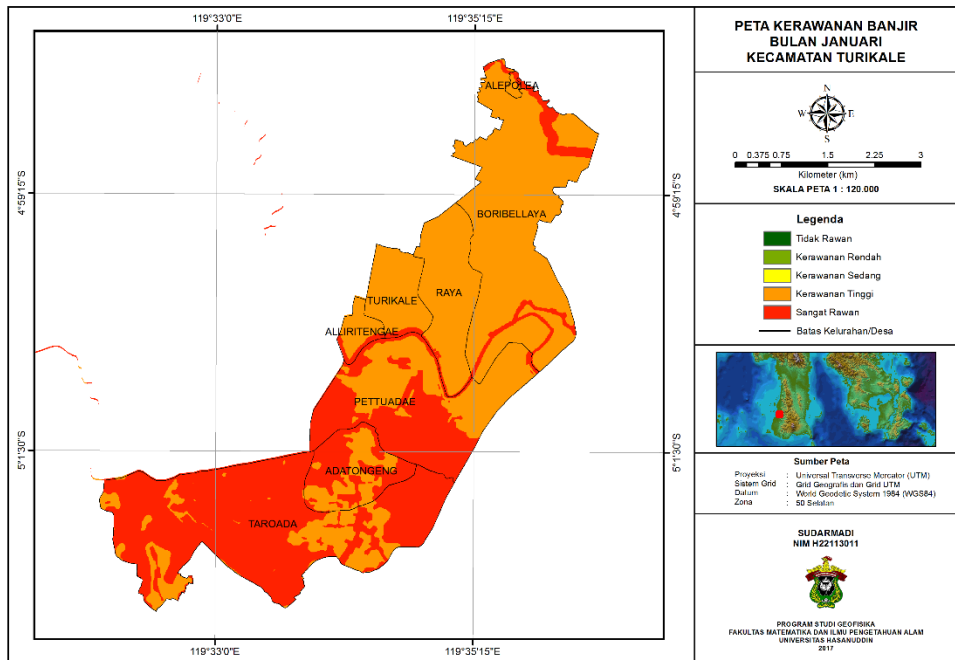 119°33'0"E
119°35'15"E
4°59'15"S
4°59'15"S
5°1'30"S
5°1'30"S
119°33'0"E
119°35'15"E
ALEPOLEA
BORIBELLAYA
RAYA
TURIKALE
ALLIRITENGAE
PETTUADAE
ADATONGENG
TAROADA
PETA KERAWANAN BANJIR
BULAN JANUARI
KECAMATAN TURIKALE
N
W
E
S
0 0.375 0.75 1.5 2.25 3
Kilometer (km)
SKALA PETA 1 : 120.000
Legenda
Tidak Rawan
Kerawanan Rendah
Kerawanan Sedang
Kerawanan Tinggi
Sangat Rawan
Batas Kelurahan/Desa
Sumber Peta
Proyeksi : Universal Transverse Mercator (UTM)
Sistem Grid : Grid Geografis dan Grid UTM
Datum : World Geodetic System 1984 (WGS84)
Zona : 50 Selatan
SUDARMADI
NIM H22113011
PROGRAM STUDI GEOFISIKA
FAKULTAS MATEMATIKA DAN ILMU PENGETAHUAN ALAM
UNIVERSITAS HASANUDDIN
2017